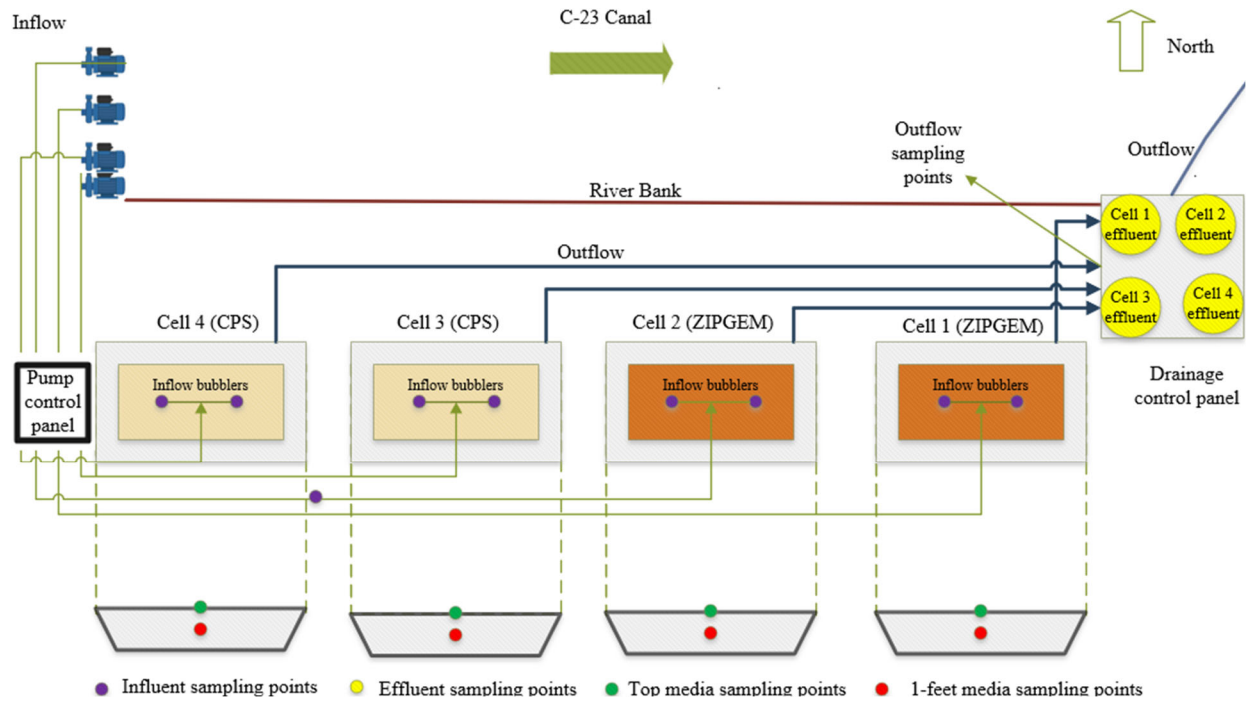 Inflow
C-23 Canal
North
Outflow
sampling
points
Outflow
River Bank
Cell 1
effluent
Cell 2
effluent
Outflow
Cell 3
effluent
Cell 4
effluent
Cell 4 (CPS)
Cell 3 (CPS)
Cell 2 (ZIPGEM)
Cell 1 (ZIPGEM)
Pump
control
panel
Inflow bubblers
Inflow bubblers
Inflow bubblers
Inflow bubblers
Drainage
control panel
Influent sampling points
Effluent sampling points
Top media sampling points
1-feet media sampling points